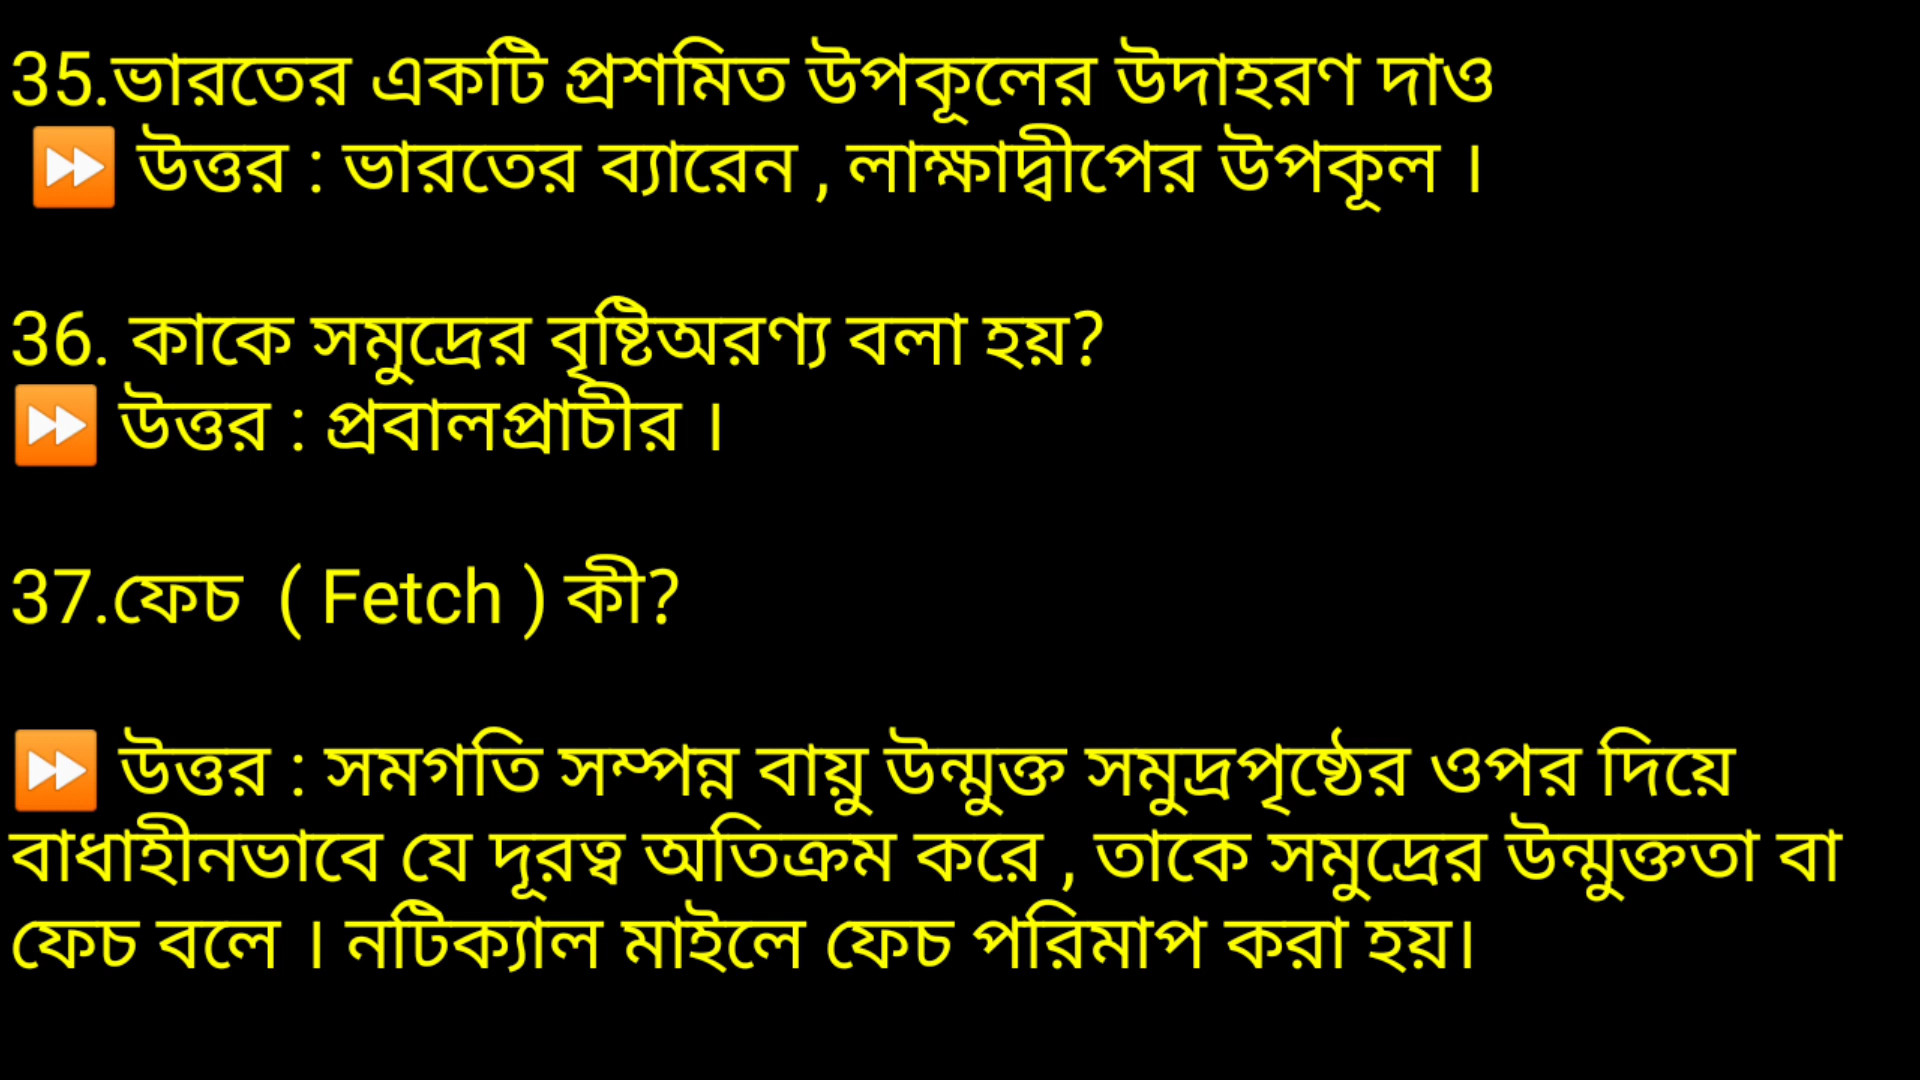 35.ভারতের একটি প্রশমিত উপকূলের উদাহরণ দাও
⏩ উত্তর : ভারতের ব্যারেন , লাক্ষাদ্বীপের উপকূল ।
36. কাকে সমুদ্রের বৃষ্টিঅরণ্য বলা হয়?
⏩ উত্তর : প্রবালপ্রাচীর ।
37.ফেচ ( Fetch ) কী?
⏩ উত্তর : সমগতি সম্পন্ন বায়ু উন্মুক্ত সমুদ্রপৃষ্ঠের ওপর দিয়ে
বাধাহীনভাবে যে দূরত্ব অতিক্রম করে , তাকে সমুদ্রের উন্মুক্ততা বা
ফেচ বলে । নটিক্যাল মাইলে ফেচ পরিমাপ করা হয়।